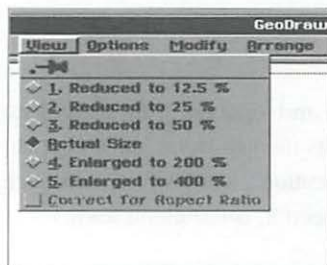 GeoDraw
View Options Modify Arrange
1. Reduced to 12.5 %
2. Reduced to 25 %
3. Reduced to 50 %
Actual Size
4. Enlarged to 200 %
5. Enlarged to 400 %
Correct for Aspect Ratio